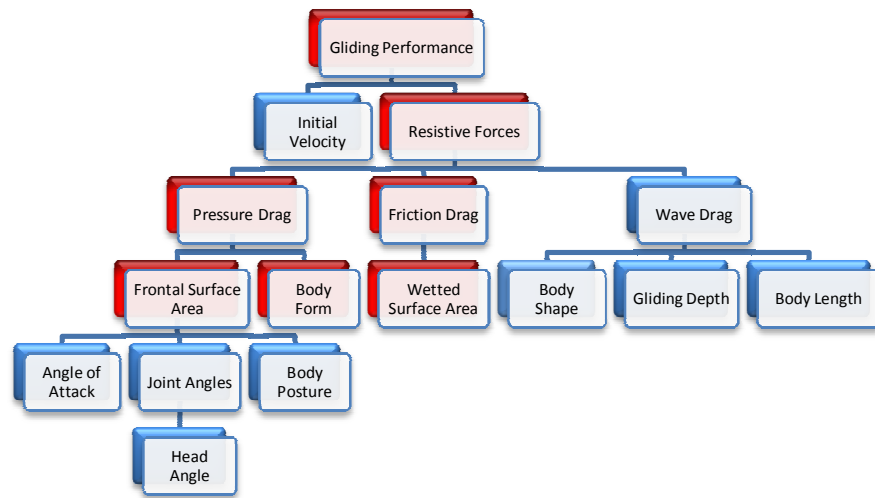 Gliding Performance
Initial
Velocity
Resistive Forces
Pressure Drag
Friction Drag
Wave Drag
Frontal Surface
Area
Body
Form
Wetted
Surface Area
Body
Shape
Gliding Depth
Body Length
Angle of
Attack
Joint Angles
Body
Posture
Head
Angle